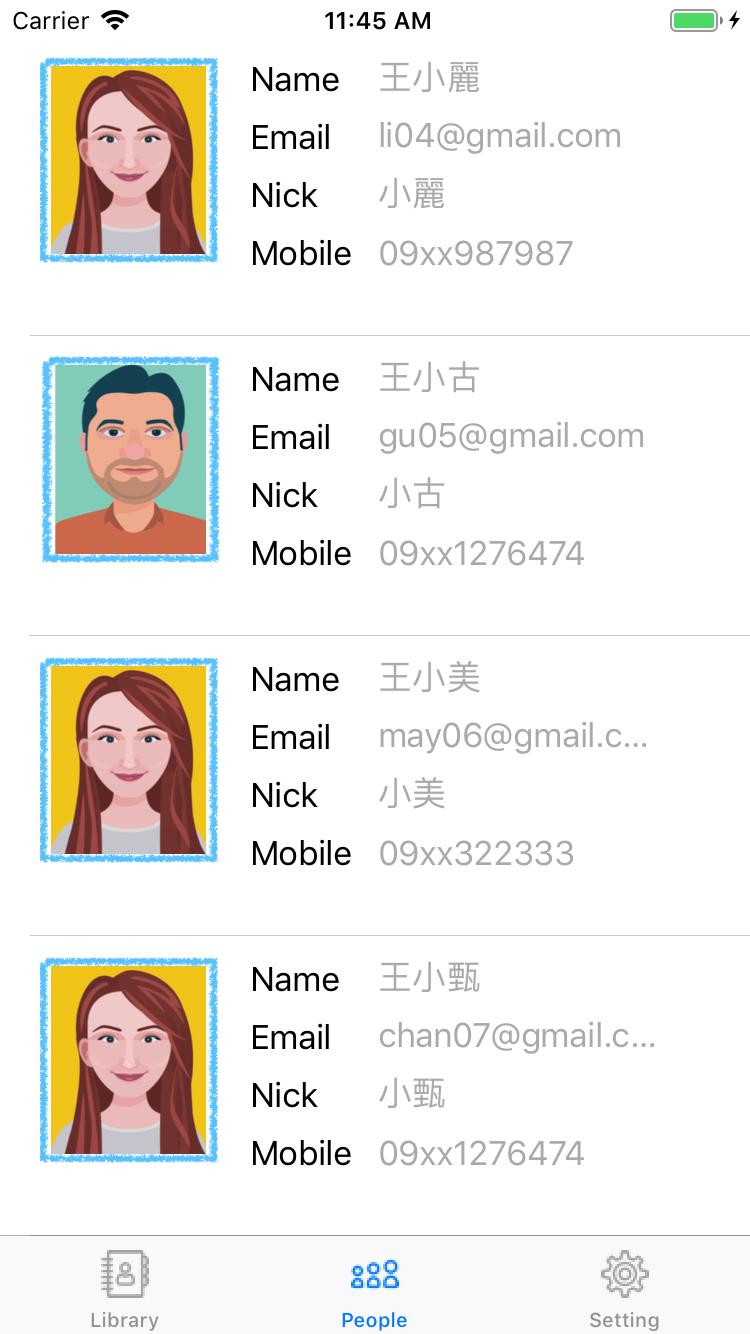 Carrier 11:45 AM
Name 王小麗
Email li04@gmail.com
Nick 小麗
Mobile 09xx987987
Name 王小古
Email gu05@gmail.com
Nick 小古
Mobile 09xx1276474
Name 王小美
Email may06@gmail.c...
Nick 小美
Mobile 09xx322333
Name 王小甄
Email chan07@gmail.c...
Nick 小甄
Mobile 09xx1276474
Library People Setting